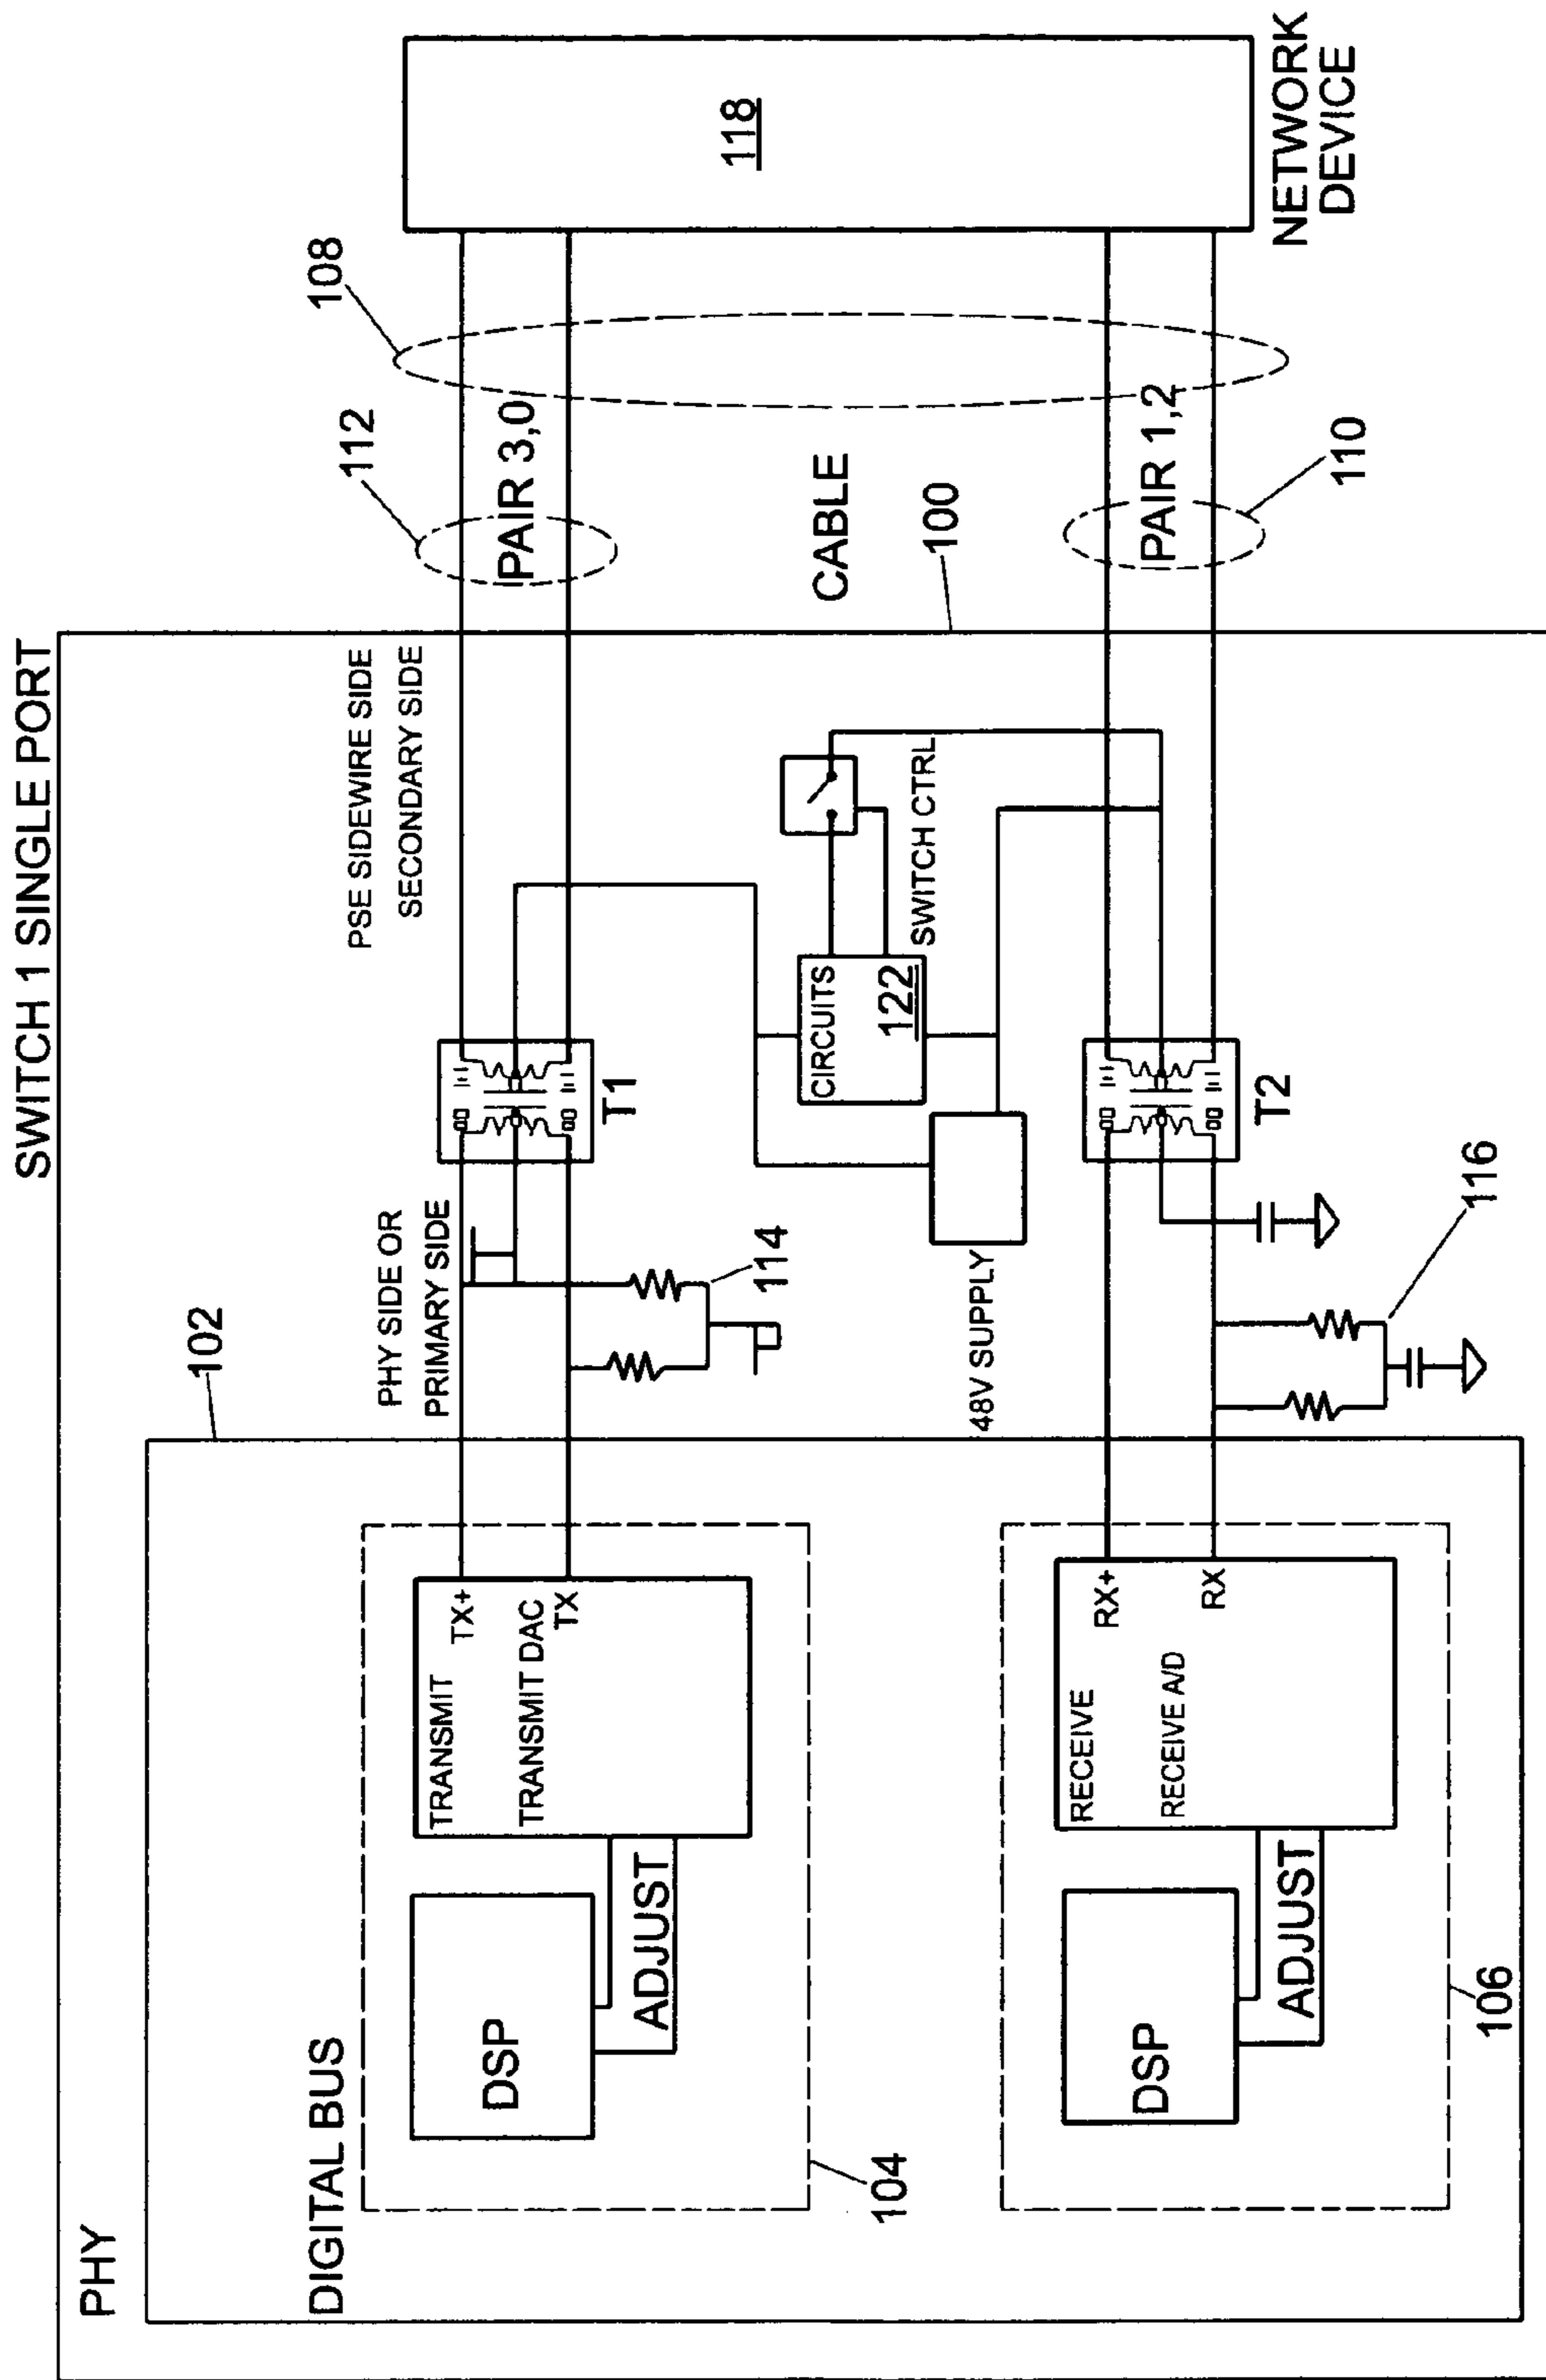 SWITCH 1 SINGLE PORT
PHY
102
DIGITAL BUS
DSP
ADJUST
TRANSMIT
TX+
TRANSMIT DAC
TX
104
PHY SIDE OR
PRIMARY SIDE
114
T1
PSE SIDEWIRE SIDE
SECONDARY SIDE
112
PAIR 3,0
108
118
NETWORK
DEVICE
CABLE
100
CIRCUITS
122
SWITCH CTRL
48V SUPPLY
DSP
ADJUST
RECEIVE
RX+
RECEIVE A/D
RX
106
116
T2
PAIR 1,2
110